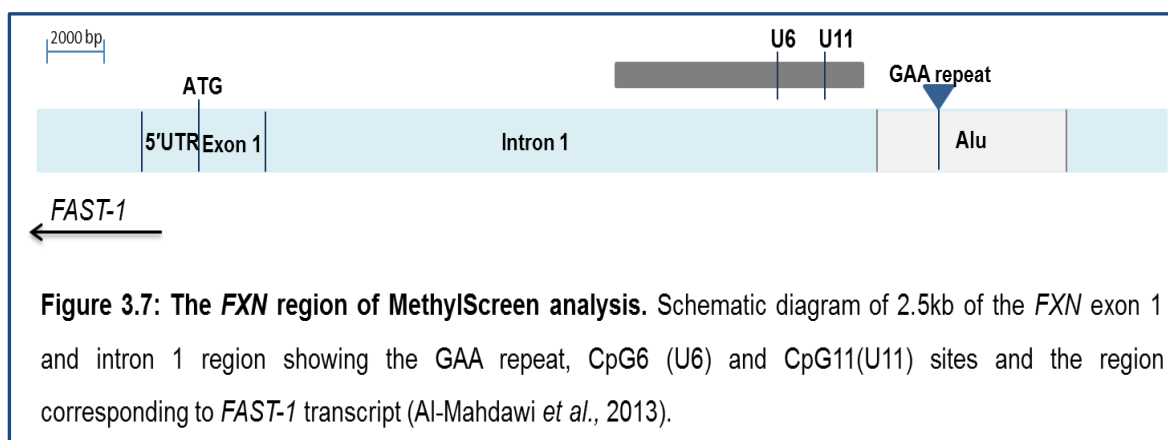 2000 bp
U6 U11
GAA repeat
ATG
5'UTR Exon 1 Intron 1 Alu
FAST-1
Figure 3.7: The FXN region of MethylScreen analysis. Schematic diagram of 2.5kb of the FXN exon 1
and intron 1 region showing the GAA repeat, CpG6 (U6) and CpG11(U11) sites and the region
corresponding to FAST-1 transcript (Al-Mahdawi et al., 2013).